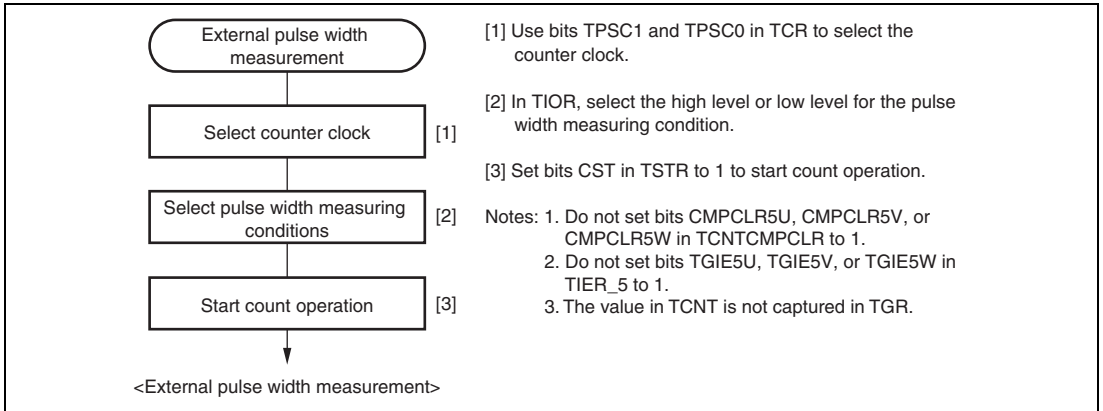 External pulse width
measurement
Select counter clock
[1]
Select pulse width measuring
conditions
[2]
Start count operation
[3]
<External pulse width measurement>
[1] Use bits TPSC1 and TPSC0 in TCR to select the
counter clock.
[2] In TIOR, select the high level or low level for the pulse
width measuring condition.
[3] Set bits CST in TSTR to 1 to start count operation.
Notes: 1. Do not set bits CMPCLR5U, CMPCLR5V, or
CMPCLR5W in TCNTCMPCLR to 1.
2. Do not set bits TGIE5U, TGIE5V, or TGIE5W in
TIER_5 to 1.
3. The value in TCNT is not captured in TGR.